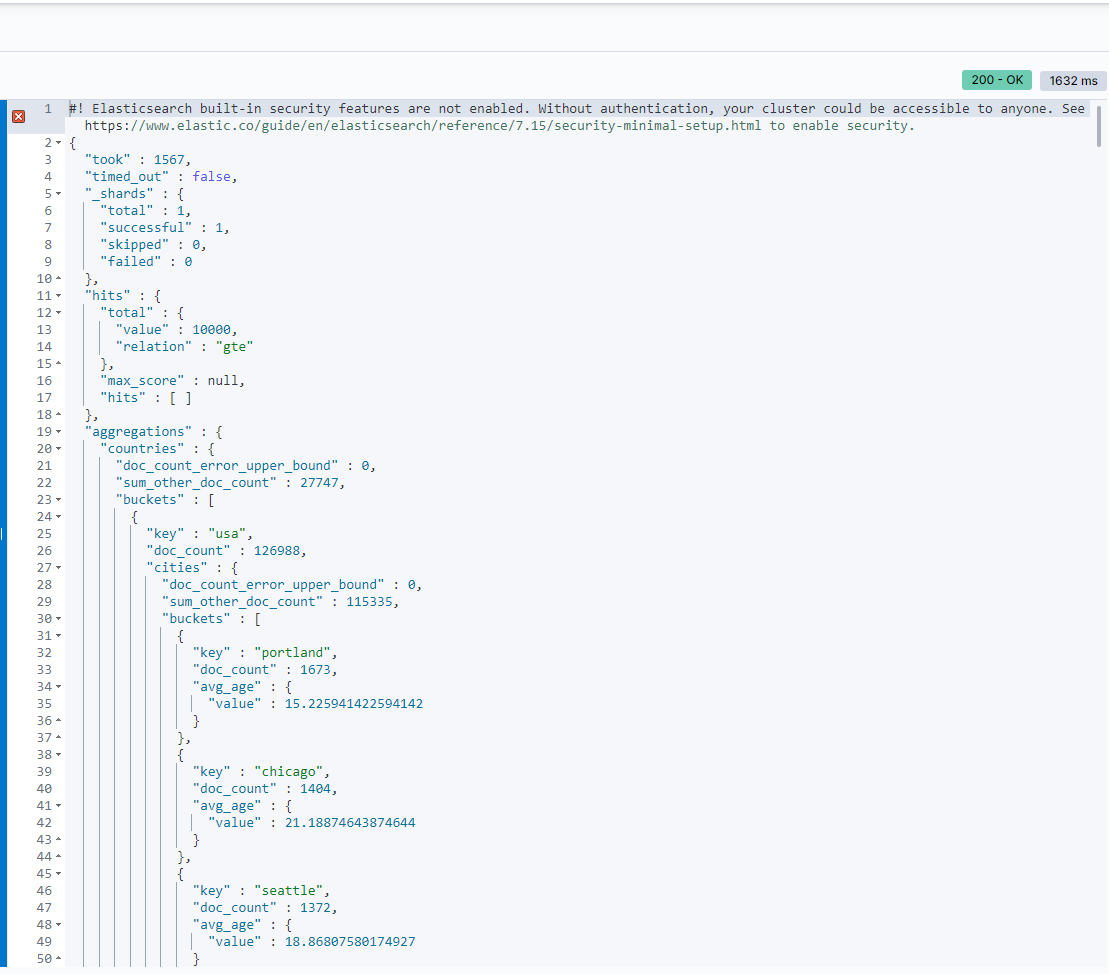 200 - OK 1632 ms
1 #! Elasticsearch built-in security features are not enabled. Without authentication, your cluster could be accessible to anyone. See
https://www.elastic.co/guide/en/elasticsearch/reference/7.15/security-minimal-setup.html to enable security.
2 {
3 "took" : 1567,
4 "timed_out" : false,
5 "_shards" : {
6 "total" : 1,
7 "successful" : 1,
8 "skipped" : 0,
9 "failed" : 0
10 },
11 "hits" : {
12 "total" : {
13 "value" : 10000,
14 "relation" : "gte"
15 },
16 "max_score" : null,
17 "hits" : [ ]
18 },
19 "aggregations" : {
20 "countries" : {
21 "doc_count_error_upper_bound" : 0,
22 "sum_other_doc_count" : 27747,
23 "buckets" : [
24 {
25 "key" : "usa",
26 "doc_count" : 126988,
27 "cities" : {
28 "doc_count_error_upper_bound" : 0,
29 "sum_other_doc_count" : 115335,
30 "buckets" : [
31 {
32 "key" : "portland",
33 "doc_count" : 1673,
34 "avg_age" : {
35 "value" : 15.225941422594142
36 }
37 },
38 {
39 "key" : "chicago",
40 "doc_count" : 1404,
41 "avg_age" : {
42 "value" : 21.18874643874644
43 }
44 },
45 {
46 "key" : "seattle",
47 "doc_count" : 1372,
48 "avg_age" : {
49 "value" : 18.86807580174927
50 }